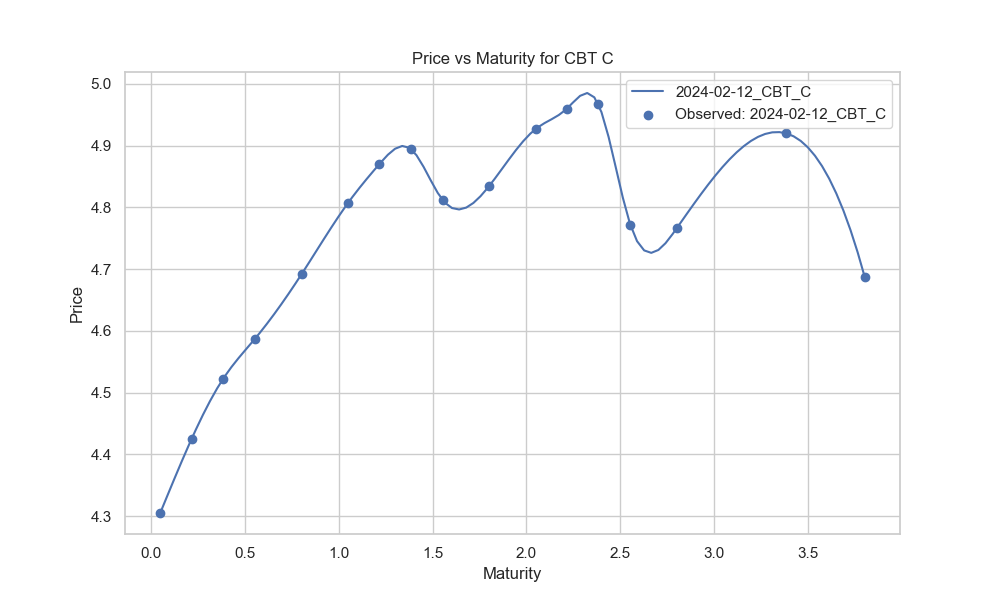 Price vs Maturity for CBT C
2024-02-12_CBT_C
Observed: 2024-02-12_CBT_C
5.0
4.9
4.8
4.7
4.6
4.5
4.4
4.3
Price
0.0 0.5 1.0 1.5 2.0 2.5 3.0 3.5
Maturity